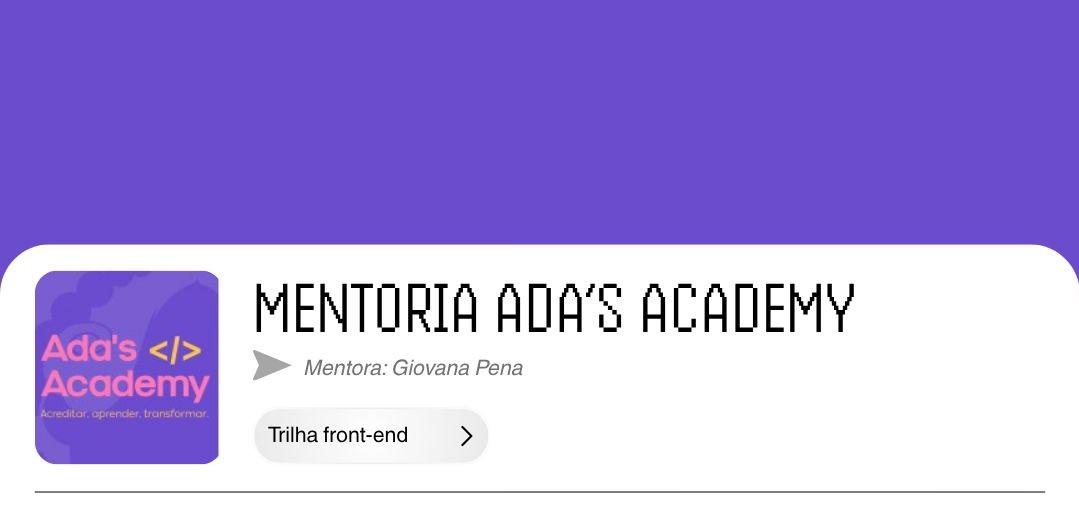 Ada's </>
Academy
Acreditar, aprender, transformar.
MENTORIA ADA'S ACADEMY
Mentora: Giovana Pena
Trilha front-end